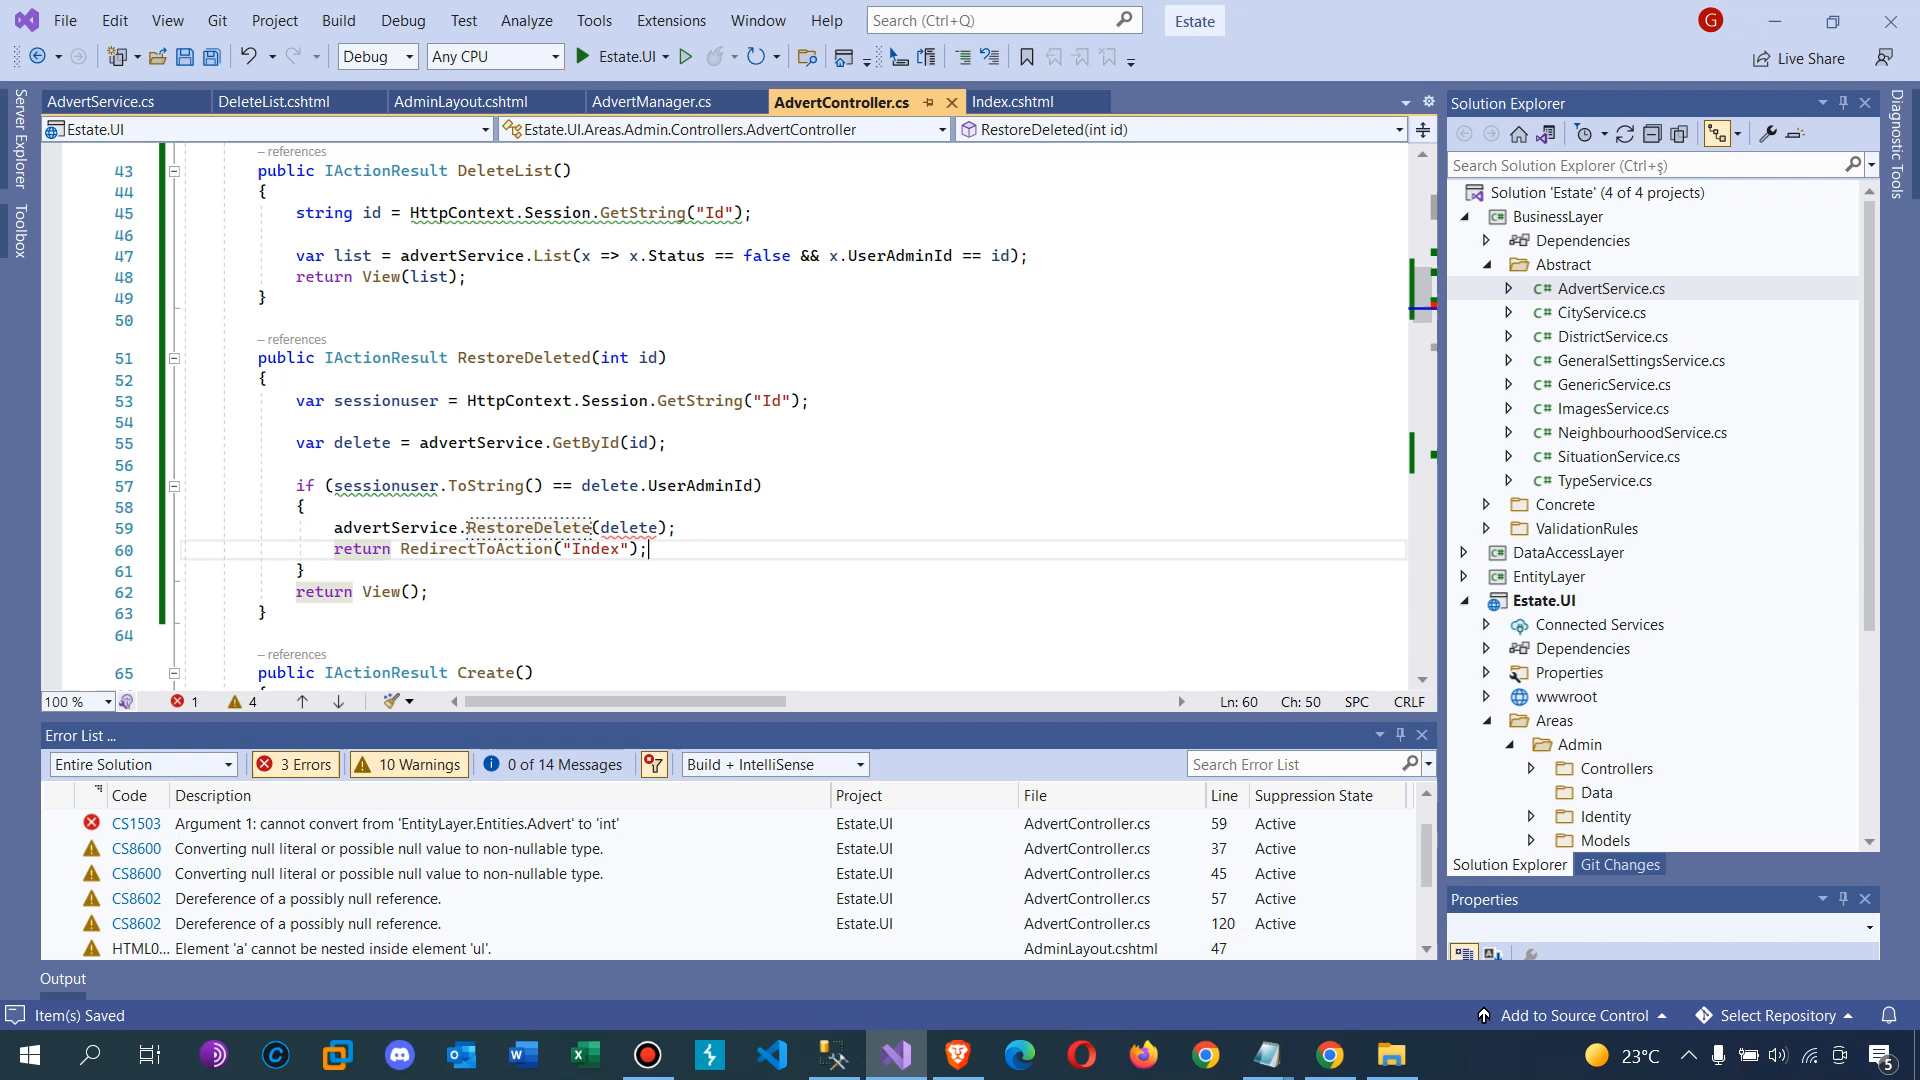 File Edit View Git Project Build Debug Test Analyze Tools Extensions Window Help Search (Ctrl+Q) Estate G
Debug Any CPU Estate.UI Live Share
AdvertService.cs DeleteList.cshtml AdminLayout.cshtml AdvertManager.cs AdvertController.cs Index.cshtml
Estate.UI Estate.UI.Areas.Admin.Controllers.AdvertController RestoreDeleted(int id)
Server Explorer
Toolbox
– references
43 public IActionResult DeleteList()
44 {
45 string id = HttpContext.Session.GetString("Id");
46
47 var list = advertService.List(x => x.Status == false && x.UserAdminId == id);
48 return View(list);
49 }
50
– references
51 public IActionResult RestoreDeleted(int id)
52 {
53 var sessionuser = HttpContext.Session.GetString("Id");
54
55 var delete = advertService.GetById(id);
56
57 if (sessionuser.ToString() == delete.UserAdminId)
58 {
59 advertService.RestoreDelete(delete);
60 return RedirectToAction("Index");
61 }
62 return View();
63 }
64
– references
65 public IActionResult Create()
100 % 1 4 Ln: 60 Ch: 50 SPC CRLF
Error List ...
Entire Solution 3 Errors 10 Warnings 0 of 14 Messages Build + IntelliSense Search Error List
Code Description Project File Line Suppression State
CS1503 Argument 1: cannot convert from 'EntityLayer.Entities.Advert' to 'int' Estate.UI AdvertController.cs 59 Active
CS8600 Converting null literal or possible null value to non-nullable type. Estate.UI AdvertController.cs 37 Active
CS8600 Converting null literal or possible null value to non-nullable type. Estate.UI AdvertController.cs 45 Active
CS8602 Dereference of a possibly null reference. Estate.UI AdvertController.cs 57 Active
CS8602 Dereference of a possibly null reference. Estate.UI AdvertController.cs 120 Active
HTML0... Element 'a' cannot be nested inside element 'ul'. AdminLayout.cshtml 47
Output
Solution Explorer
Search Solution Explorer (Ctrl+ş)
Solution 'Estate' (4 of 4 projects)
BusinessLayer
Dependencies
Abstract
C# AdvertService.cs
C# CityService.cs
C# DistrictService.cs
C# GeneralSettingsService.cs
C# GenericService.cs
C# ImagesService.cs
C# NeighbourhoodService.cs
C# SituationService.cs
C# TypeService.cs
Concrete
ValidationRules
DataAccessLayer
EntityLayer
Estate.UI
Connected Services
Dependencies
Properties
wwwroot
Areas
Admin
Controllers
Data
Identity
Models
Solution Explorer Git Changes
Properties
Diagnostic Tools
Item(s) Saved Add to Source Control Select Repository
23°C 5